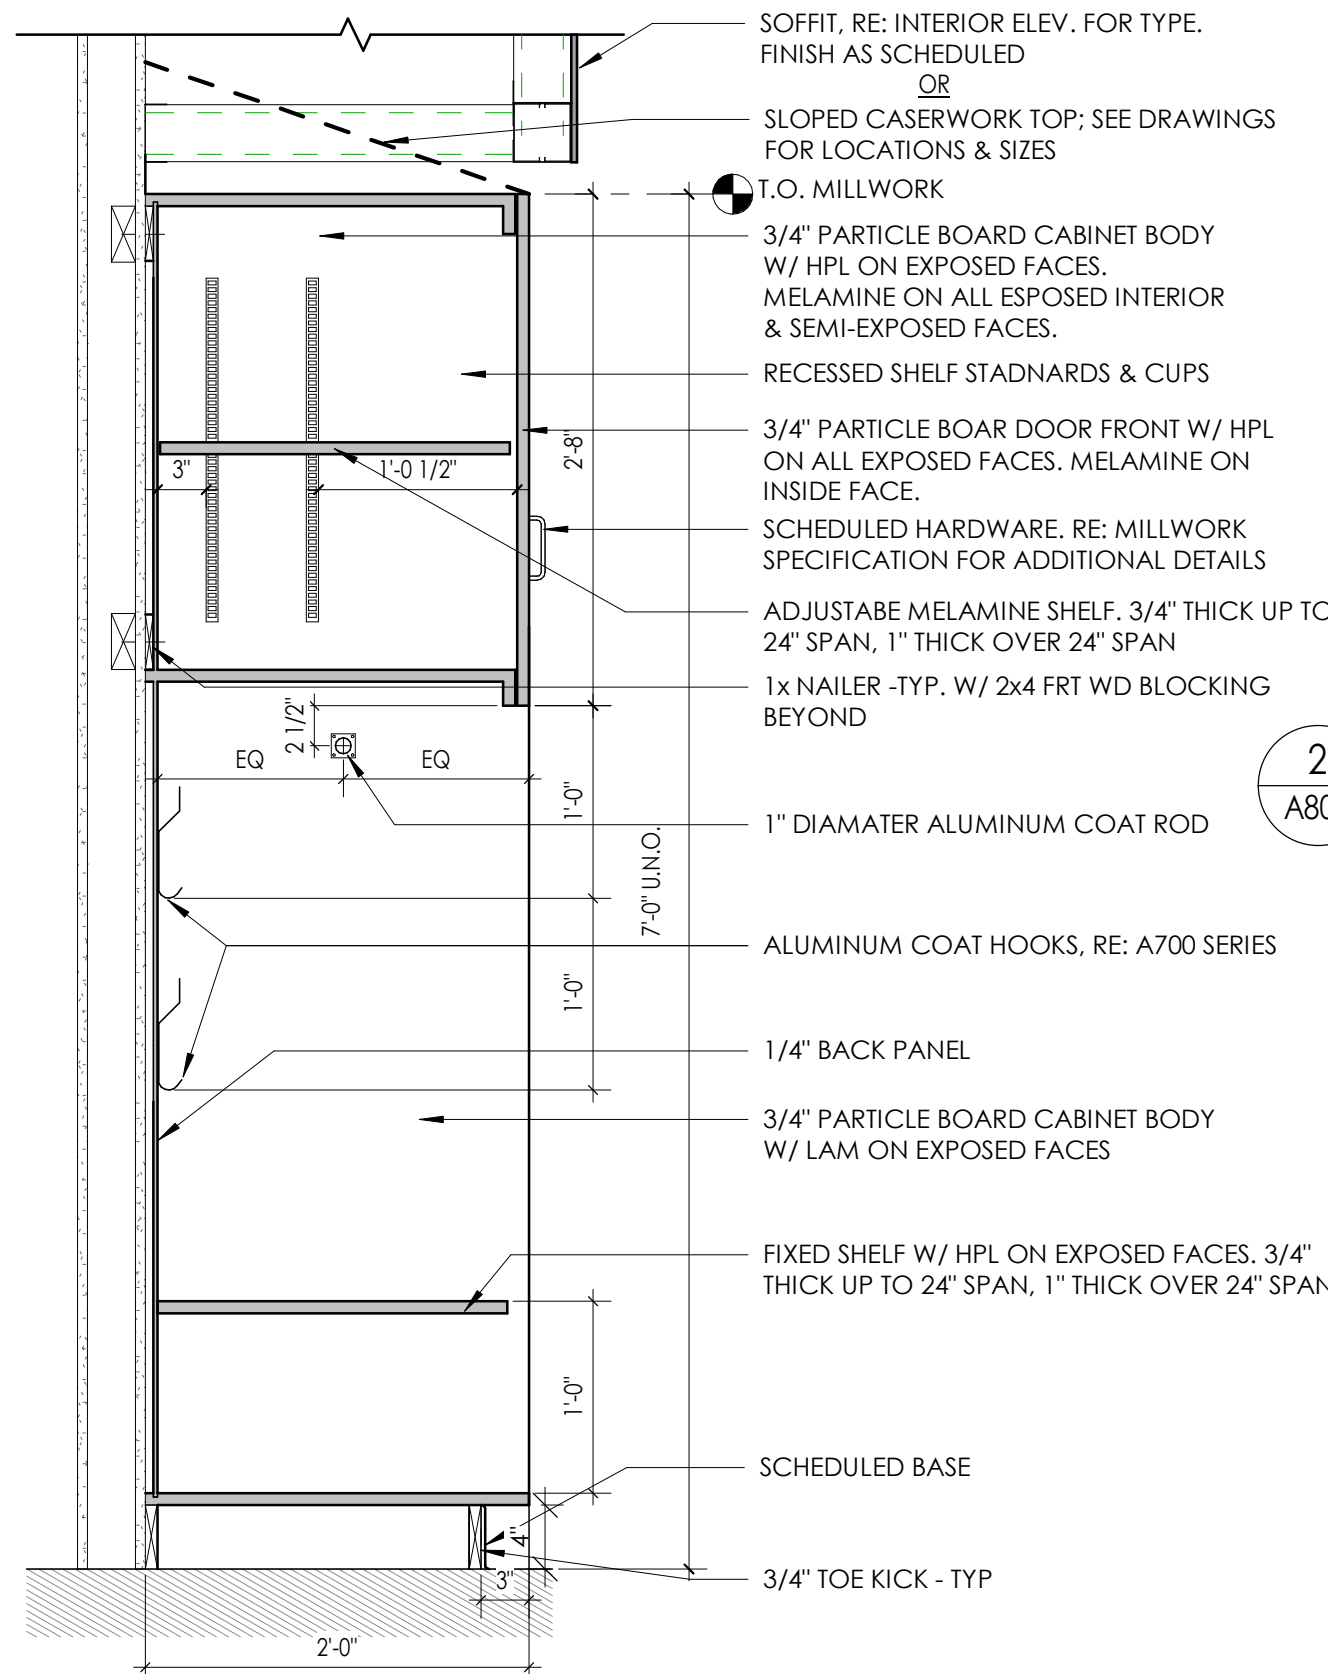 SOFFIT, RE: INTERIOR ELEV. FOR TYPE.
FINISH AS SCHEDULED
OR
SLOPED CASERWORK TOP; SEE DRAWINGS
FOR LOCATIONS & SIZES
T.O. MILLWORK
3/4" PARTICLE BOARD CABINET BODY
W/ HPL ON EXPOSED FACES.
MELAMINE ON ALL ESPOSED INTERIOR
& SEMI-EXPOSED FACES.
RECESSED SHELF STADNARDS & CUPS
3/4" PARTICLE BOAR DOOR FRONT W/ HPL
ON ALL EXPOSED FACES. MELAMINE ON
INSIDE FACE.
2'-8"
3"
1'-0 1/2"
SCHEDULED HARDWARE. RE: MILLWORK
SPECIFICATION FOR ADDITIONAL DETAILS
ADJUSTABE MELAMINE SHELF. 3/4" THICK UP TO
24" SPAN, 1" THICK OVER 24" SPAN
1x NAILER -TYP. W/ 2x4 FRT WD BLOCKING
BEYOND
2 1/2"
EQ
EQ
2
A80
1'-0"
1" DIAMATER ALUMINUM COAT ROD
7'-0" U.N.O.
ALUMINUM COAT HOOKS, RE: A700 SERIES
1'-0"
1/4" BACK PANEL
3/4" PARTICLE BOARD CABINET BODY
W/ LAM ON EXPOSED FACES
FIXED SHELF W/ HPL ON EXPOSED FACES. 3/4"
THICK UP TO 24" SPAN, 1" THICK OVER 24" SPAN
1'-0"
SCHEDULED BASE
4"
3"
3/4" TOE KICK - TYP
2'-0"